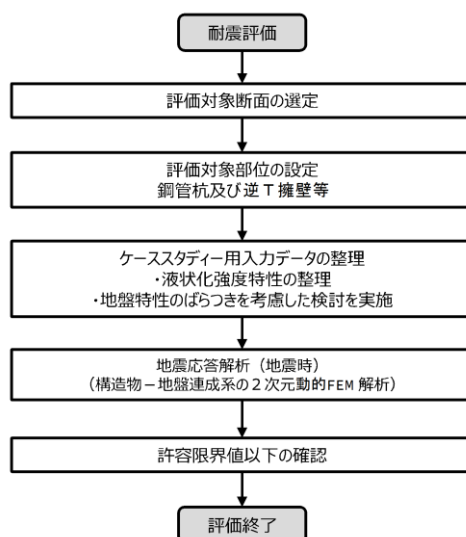 耐震評価
評価対象断面の選定
評価対象部位の設定
鋼管杭及び逆T擁壁等
ケーススタディー用入力データの整理
・液状化強度特性の整理
・地盤特性のばらつきを考慮した検討を実施
地震応答解析（地震時）
（構造物－地盤連成系の２次元動的FEM 解析）
許容限界値以下の確認
評価終了